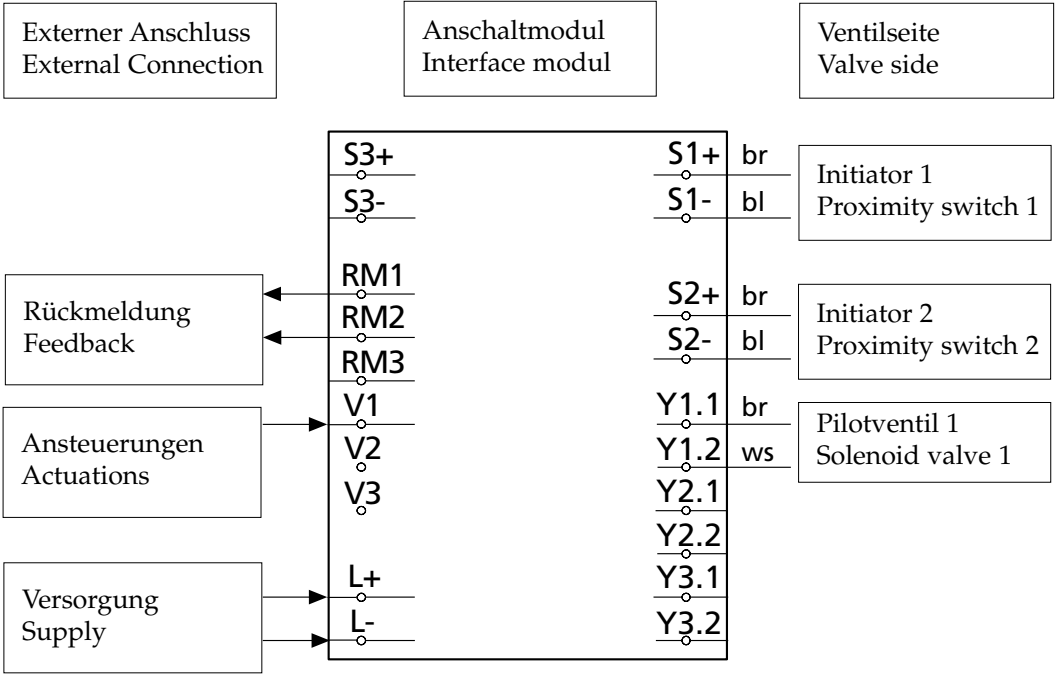 Externer Anschluss
External Connection
Anschaltmodul
Interface modul
Ventilseite
Valve side
S3+
S3-
RM1
RM2
RM3
V1
V2
V3
L+
L-
Rückmeldung
Feedback
Ansteuerungen
Actuations
Versorgung
Supply
S1+ br
S1- bl
S2+ br
S2- bl
Y1.1 br
Y1.2 ws
Y2.1
Y2.2
Y3.1
Y3.2
Initiator 1
Proximity switch 1
Initiator 2
Proximity switch 2
Pilotventil 1
Solenoid valve 1